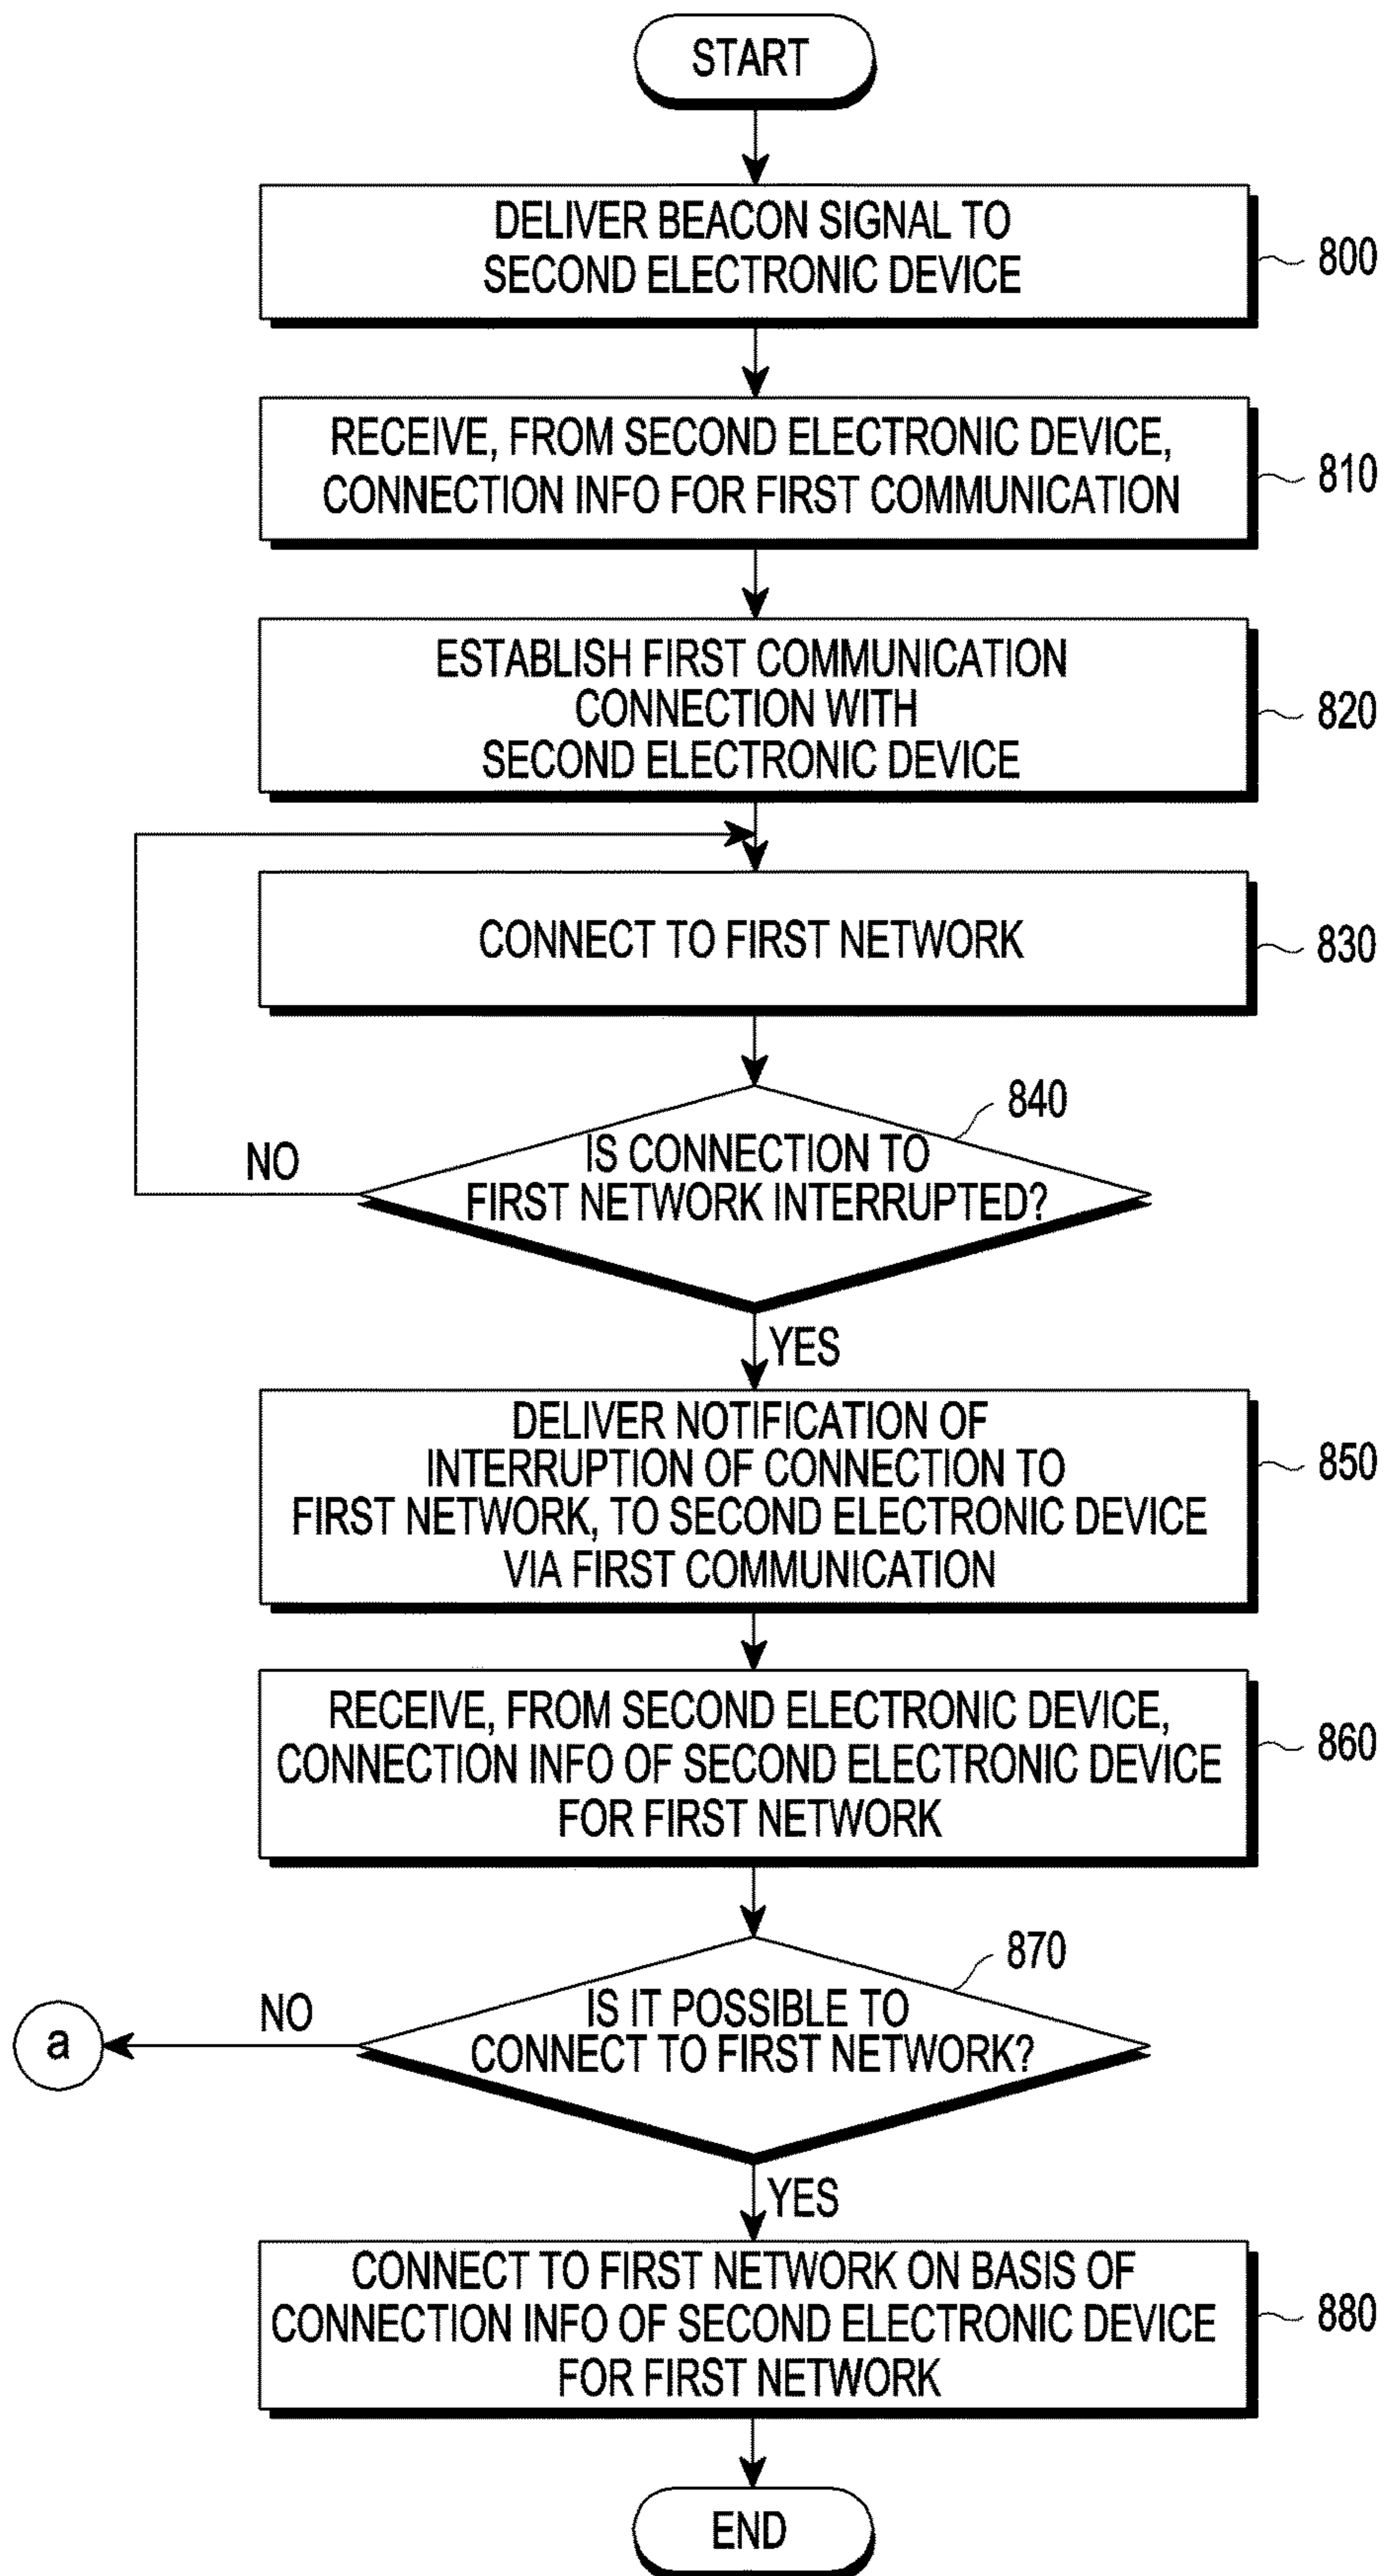 START
DELIVER BEACON SIGNAL TO
SECOND ELECTRONIC DEVICE
800
RECEIVE, FROM SECOND ELECTRONIC DEVICE,
CONNECTION INFO FOR FIRST COMMUNICATION
810
ESTABLISH FIRST COMMUNICATION
CONNECTION WITH
SECOND ELECTRONIC DEVICE
820
CONNECT TO FIRST NETWORK
830
840
IS CONNECTION TO
FIRST NETWORK INTERRUPTED?
NO
YES
DELIVER NOTIFICATION OF
INTERRUPTION OF CONNECTION TO
FIRST NETWORK, TO SECOND ELECTRONIC DEVICE
VIA FIRST COMMUNICATION
850
RECEIVE, FROM SECOND ELECTRONIC DEVICE,
CONNECTION INFO OF SECOND ELECTRONIC DEVICE
FOR FIRST NETWORK
860
870
IS IT POSSIBLE TO
CONNECT TO FIRST NETWORK?
NO
a
YES
CONNECT TO FIRST NETWORK ON BASIS OF
CONNECTION INFO OF SECOND ELECTRONIC DEVICE
FOR FIRST NETWORK
880
END